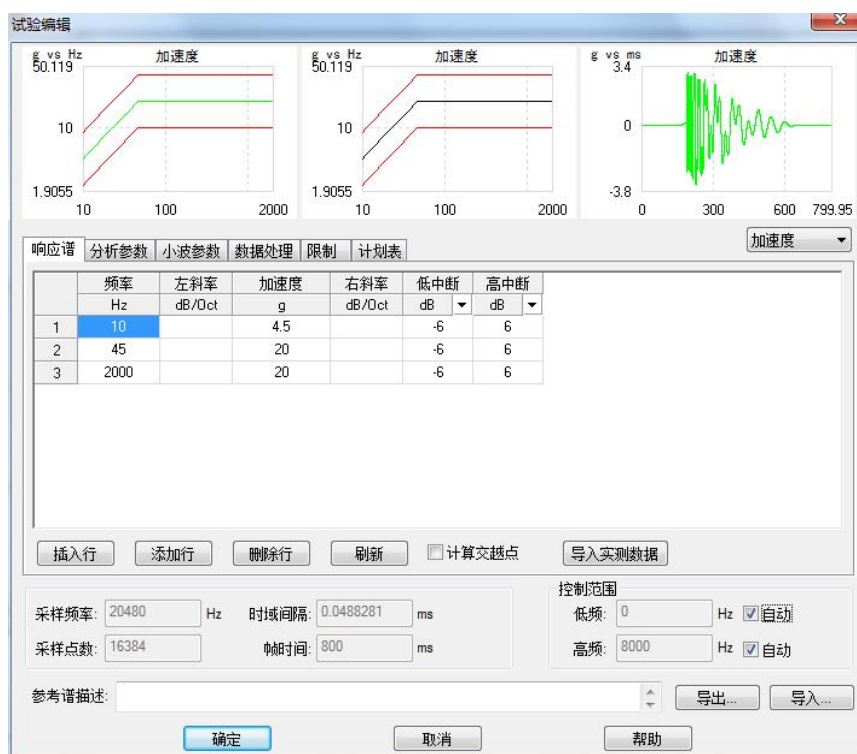 试验编辑
g vs Hz 加速度
50.119
10
1.9055
10 100 2000
g vs Hz 加速度
50.119
10
1.9055
10 100 2000
g vs ms 加速度
3.4
0
-3.8
0 300 600 799.95
加速度
响应谱 分析参数 小波参数 数据处理 限制 计划表
频率 左斜率 加速度 右斜率 低中断 高中断
Hz dB/Oct g dB/Oct dB dB
1 10 4.5 -6 6
2 45 20 -6 6
3 2000 20 -6 6
插入行 添加行 删除行 刷新 计算交越点 导入实测数据
采样频率: 20480 Hz 时域间隔: 0.0488281 ms
采样点数: 16384 帧时间: 800 ms
控制范围
低频: 0 Hz 自动
高频: 8000 Hz 自动
参考谱描述: 导出... 导入...
确定 取消 帮助